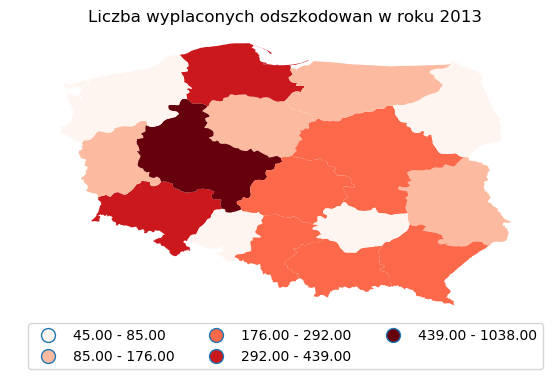 Liczba wyplaconych odszkodowan w roku 2013
45.00 - 85.00
85.00 - 176.00
176.00 - 292.00
292.00 - 439.00
439.00 - 1038.00